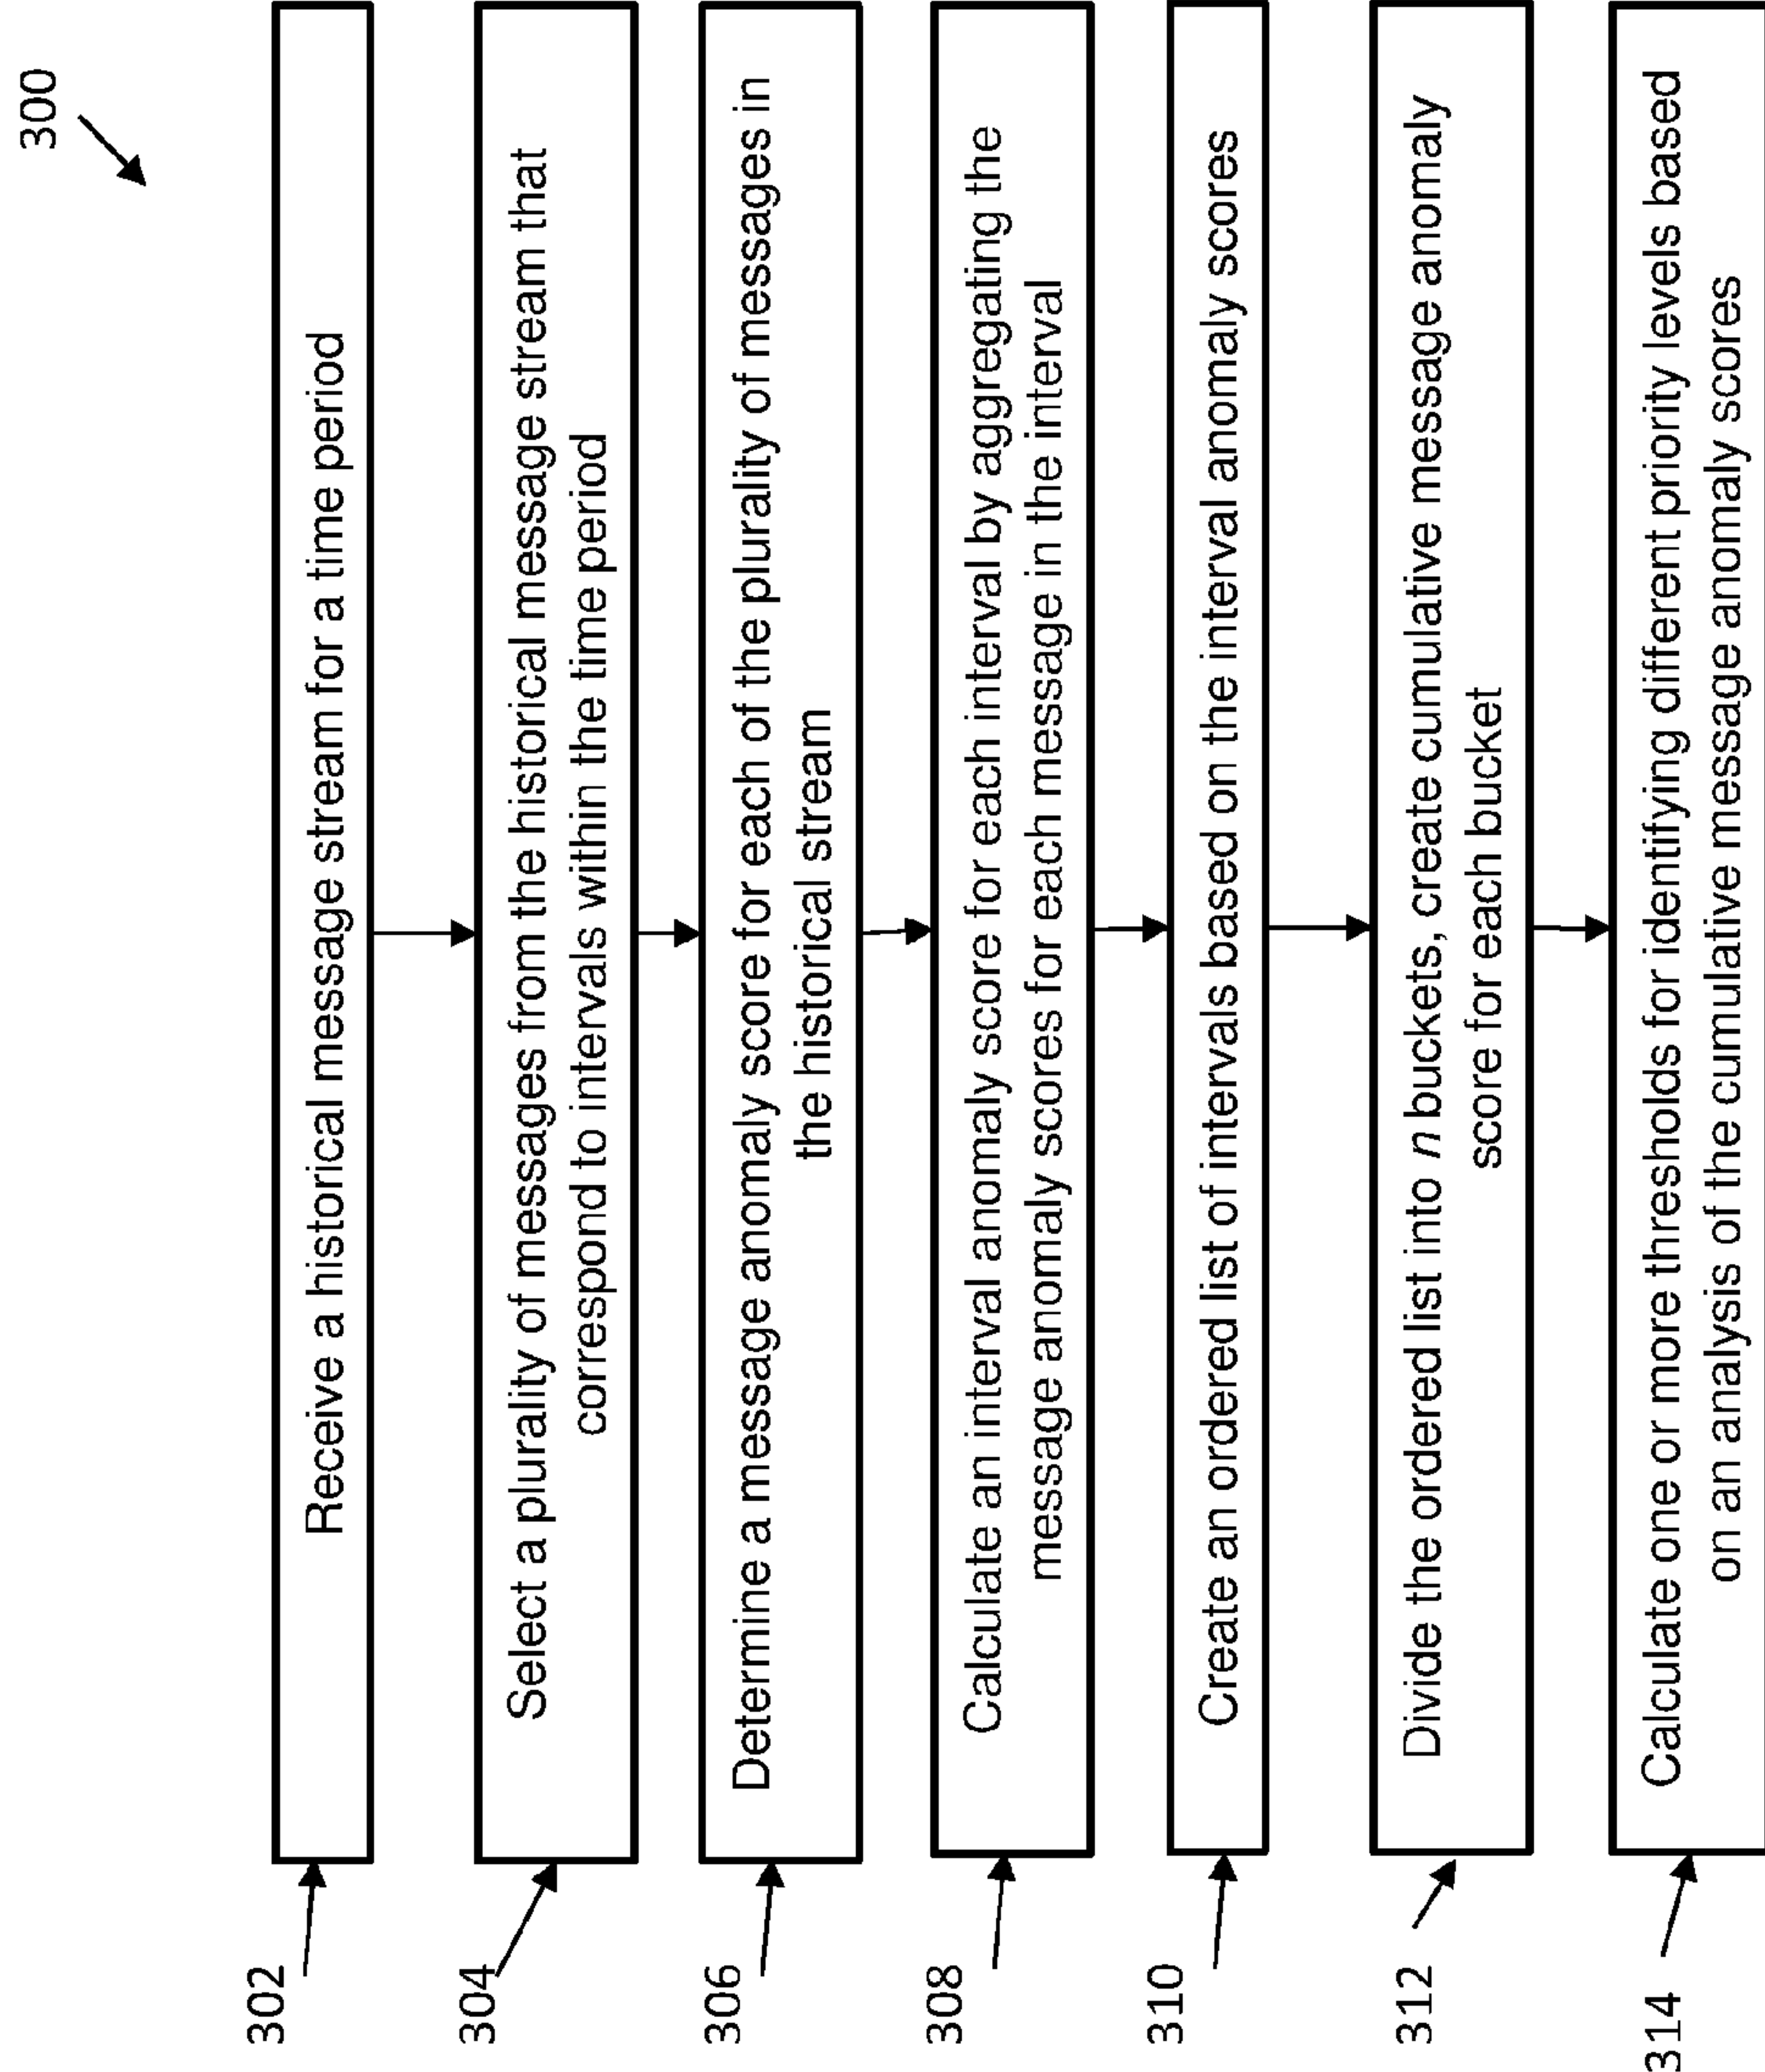 300
302
Receive a historical message stream for a time period
304
Select a plurality of messages from the historical message stream that
correspond to intervals within the time period
306
Determine a message anomaly score for each of the plurality of messages in
the historical stream
308
Calculate an interval anomaly score for each interval by aggregating the
message anomaly scores for each message in the interval
310
Create an ordered list of intervals based on the interval anomaly scores
312
Divide the ordered list into n buckets, create cumulative message anomaly
score for each bucket
314
Calculate one or more thresholds for identifying different priority levels based
on an analysis of the cumulative message anomaly scores